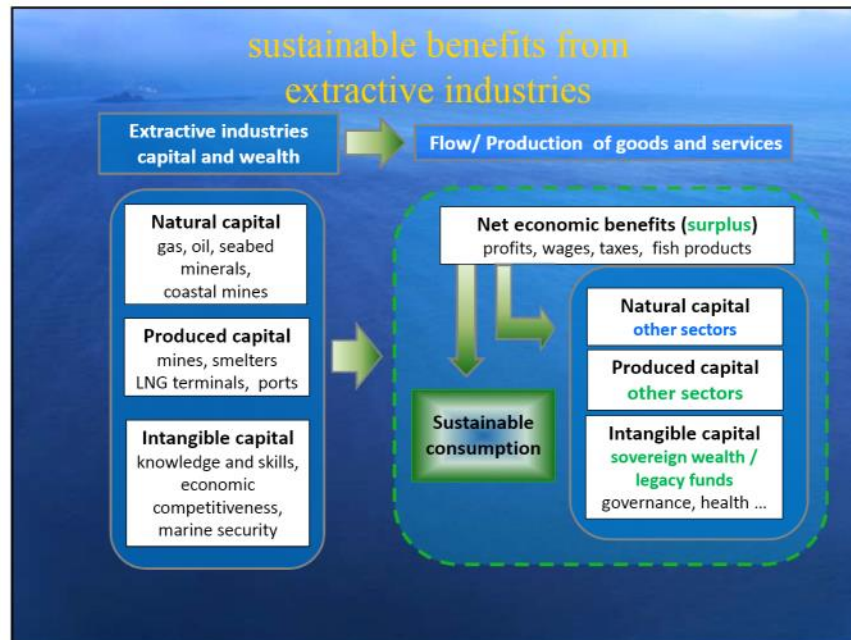 sustainable benefits from
extractive industries
Extractive industries
capital and wealth
Flow/ Production of goods and services
Natural capital
gas, oil, seabed
minerals,
coastal mines
Produced capital
mines, smelters
LNG terminals, ports
Intangible capital
knowledge and skills,
economic
competitiveness,
marine security
Net economic benefits (surplus)
profits, wages, taxes, fish products
Sustainable
consumption
Natural capital
other sectors
Produced capital
other sectors
Intangible capital
sovereign wealth /
legacy funds
governance, health ...